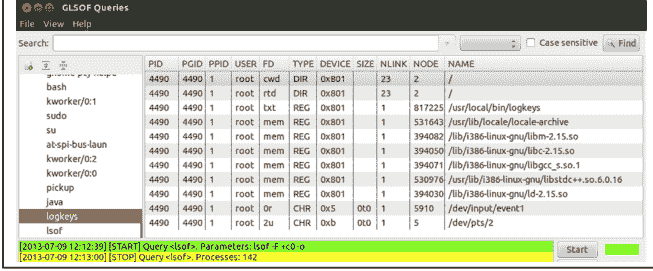 GLSOF Queries
File View Help
Search:
Case sensitive
Find
bash
kworker/0:1
sudo
su
at-spi-bus-laun
kworker/0:2
kworker/0:0
pickup
java
logkeys
lsof
PID PGID PPID USER FD TYPE DEVICE SIZE NLINK NODE NAME
4490 4490 1 root cwd DIR 0x801 23 2 /
4490 4490 1 root rtd DIR 0x801 23 2 /
4490 4490 1 root txt REG 0x801 1 817225 /usr/local/bin/logkeys
4490 4490 1 root mem REG 0x801 1 531643 /usr/lib/locale/locale-archive
4490 4490 1 root mem REG 0x801 1 394082 /lib/i386-linux-gnu/libm-2.15.so
4490 4490 1 root mem REG 0x801 1 394050 /lib/i386-linux-gnu/libc-2.15.so
4490 4490 1 root mem REG 0x801 1 394071 /lib/i386-linux-gnu/libgcc_s.so.1
4490 4490 1 root mem REG 0x801 1 530976 /usr/lib/i386-linux-gnu/libstdc++.so.6.0.16
4490 4490 1 root mem REG 0x801 1 394030 /lib/i386-linux-gnu/ld-2.15.so
4490 4490 1 root 0r CHR 0x5 0t0 1 5910 /dev/input/event1
4490 4490 1 root 2u CHR 0xb 0t0 1 5 /dev/pts/2
[2013-07-09 12:12:39] [START] Query <lsof>. Parameters: lsof -F +c0 -o
[2013-07-09 12:13:00] [STOP] Query <lsof>. Processes: 142
Start